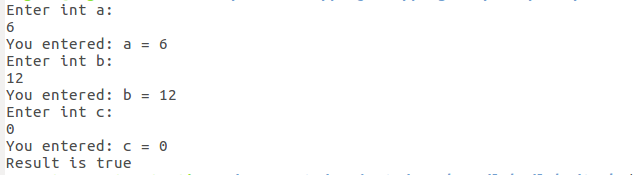 Enter int a:
6
You entered: a = 6
Enter int b:
12
You entered: b = 12
Enter int c:
0
You entered: c = 0
Result is true